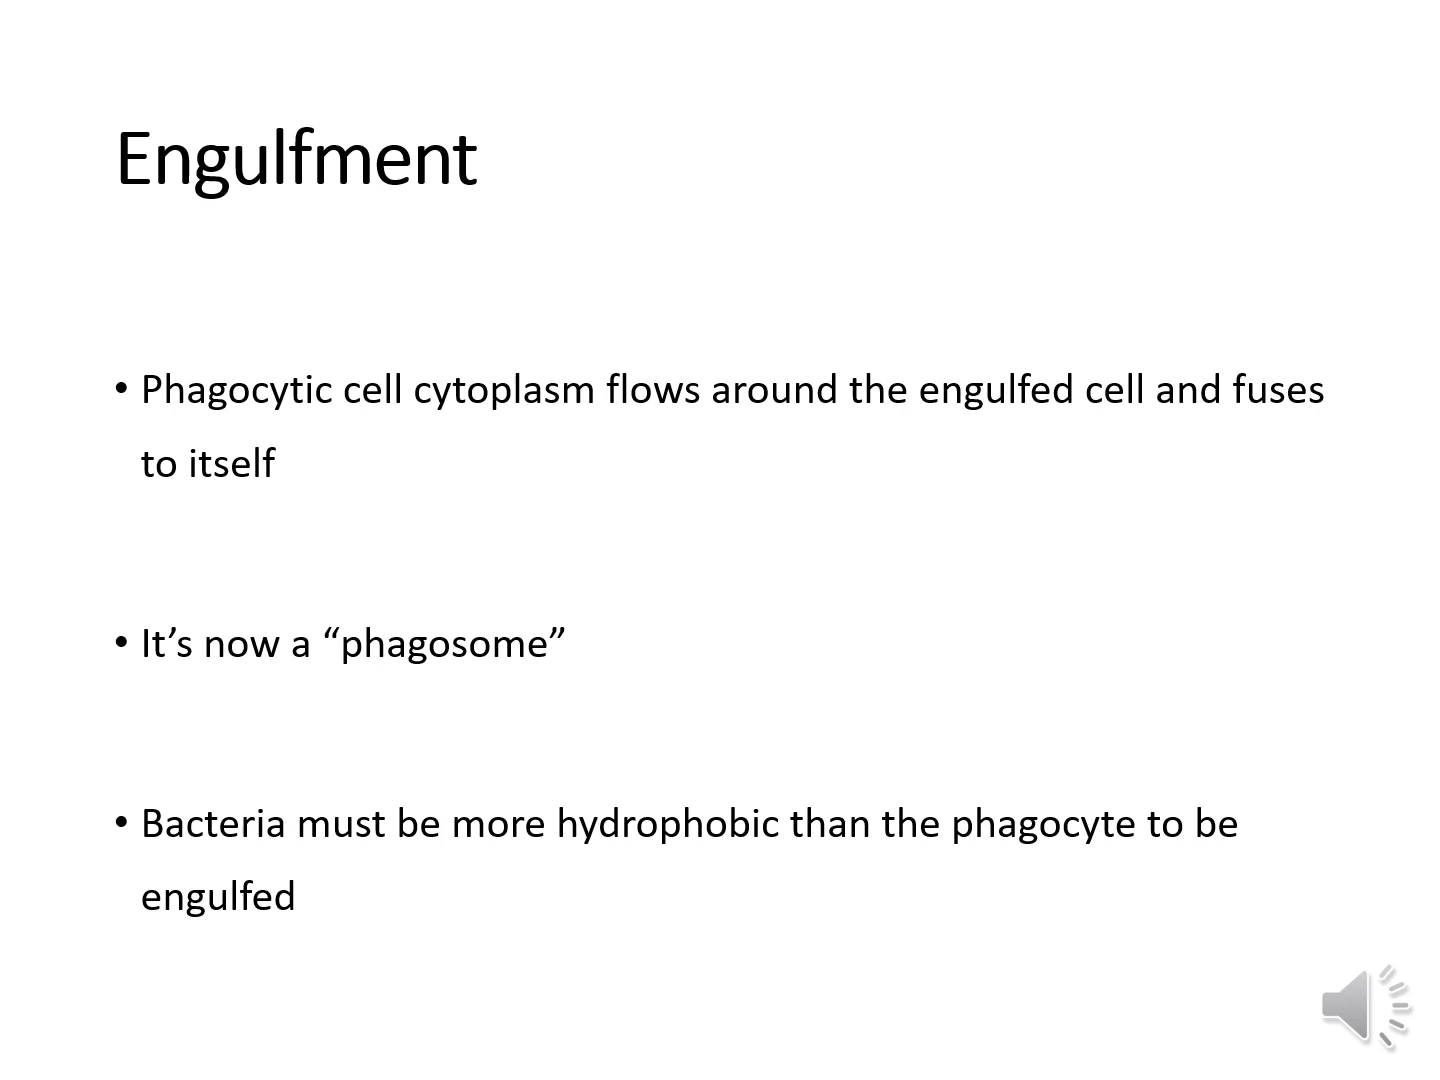 Engulfment
• Phagocytic cell cytoplasm flows around the engulfed cell and fuses
to itself
• It’s now a “phagosome”
• Bacteria must be more hydrophobic than the phagocyte to be
engulfed